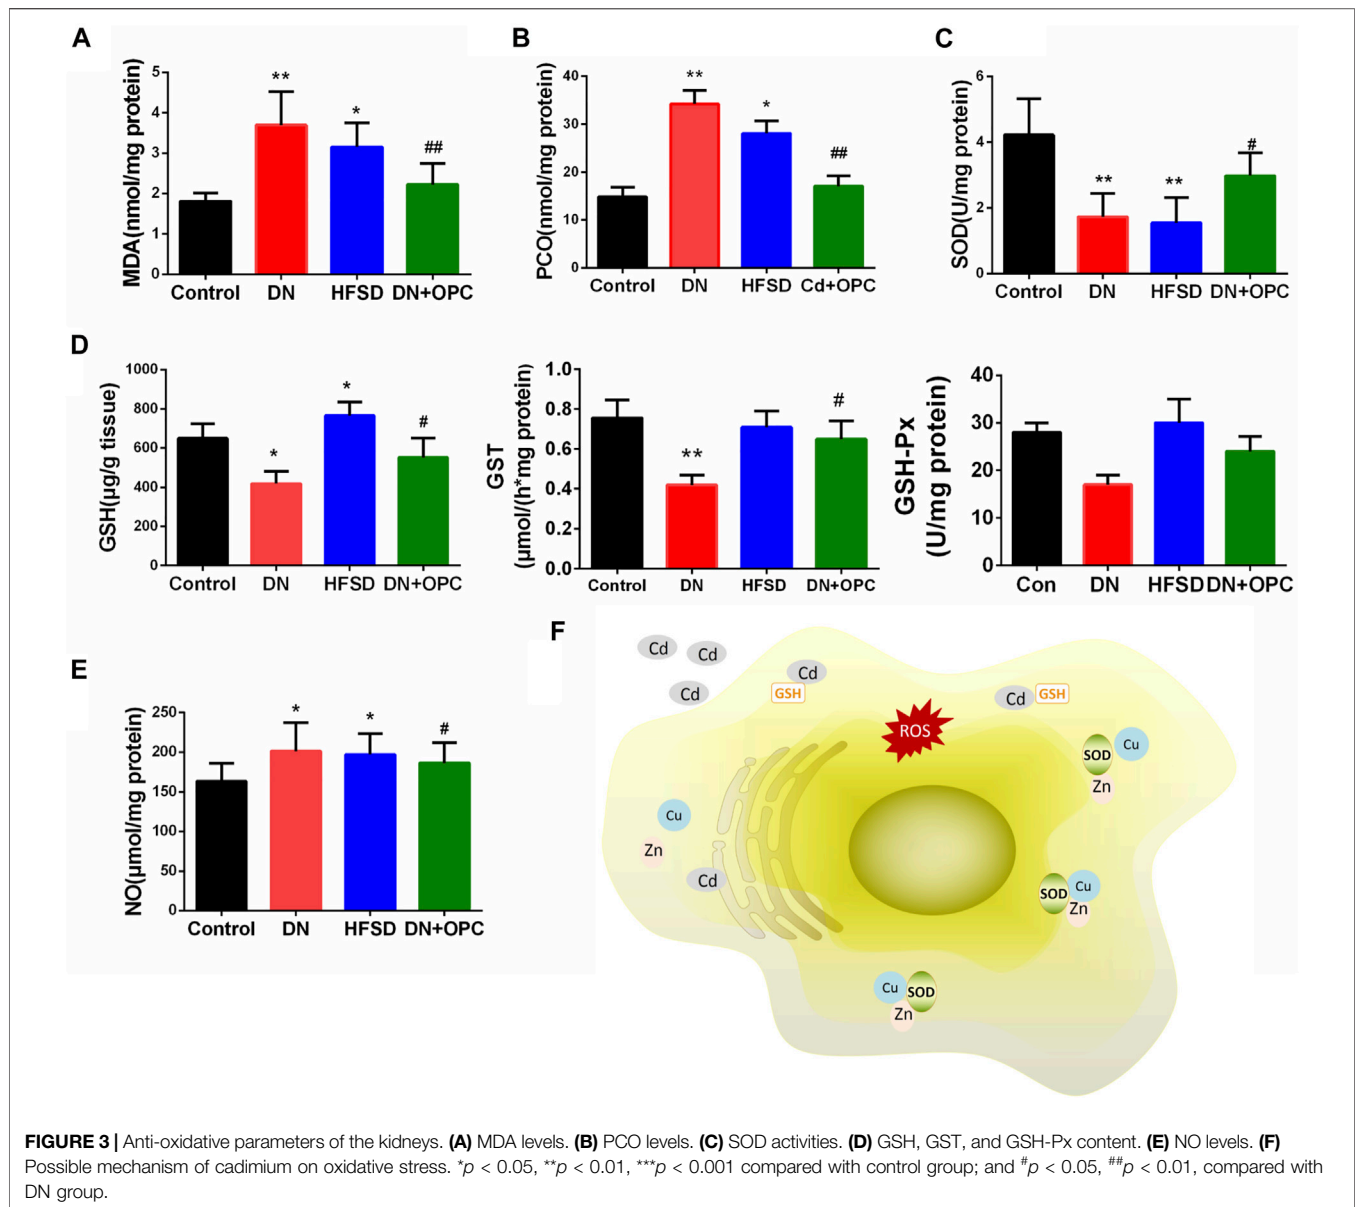 A
MDA(nmol/mg protein)
5
4
3
2
1
0
**
*
##
Control DN HFSD DN+OPC
B
PCO(nmol/mg protein)
40
30
20
10
0
**
*
##
Control DN HFSD Cd+OPC
C
SOD(U/mg protein)
6
4
2
0
**
**
#
Control DN HFSD DN+OPC
D
GSH(μg/g tissue)
1000
800
600
400
200
0
*
*
#
Control DN HFSD DN+OPC
GST
(μmol/(h*mg protein)
1.0
0.8
0.6
0.4
0.2
0.0
**
#
Control DN HFSD DN+OPC
GSH-Px
(U/mg protein)
40
30
20
10
0
Con DN HFSD DN+OPC
E
NO(μmol/mg protein)
250
200
150
100
50
0
*
*
#
Control DN HFSD DN+OPC
F
Cd
Cd
Cd
Cd
GSH
Cd
GSH
ROS
SOD
Cu
Zn
Cu
Zn
Cd
SOD
Cu
Zn
Cu
SOD
Zn
FIGURE 3 | Anti-oxidative parameters of the kidneys. (A) MDA levels. (B) PCO levels. (C) SOD activities. (D) GSH, GST, and GSH-Px content. (E) NO levels. (F)
Possible mechanism of cadimium on oxidative stress. *p < 0.05, **p < 0.01, ***p < 0.001 compared with control group; and #p < 0.05, ##p < 0.01, compared with
DN group.